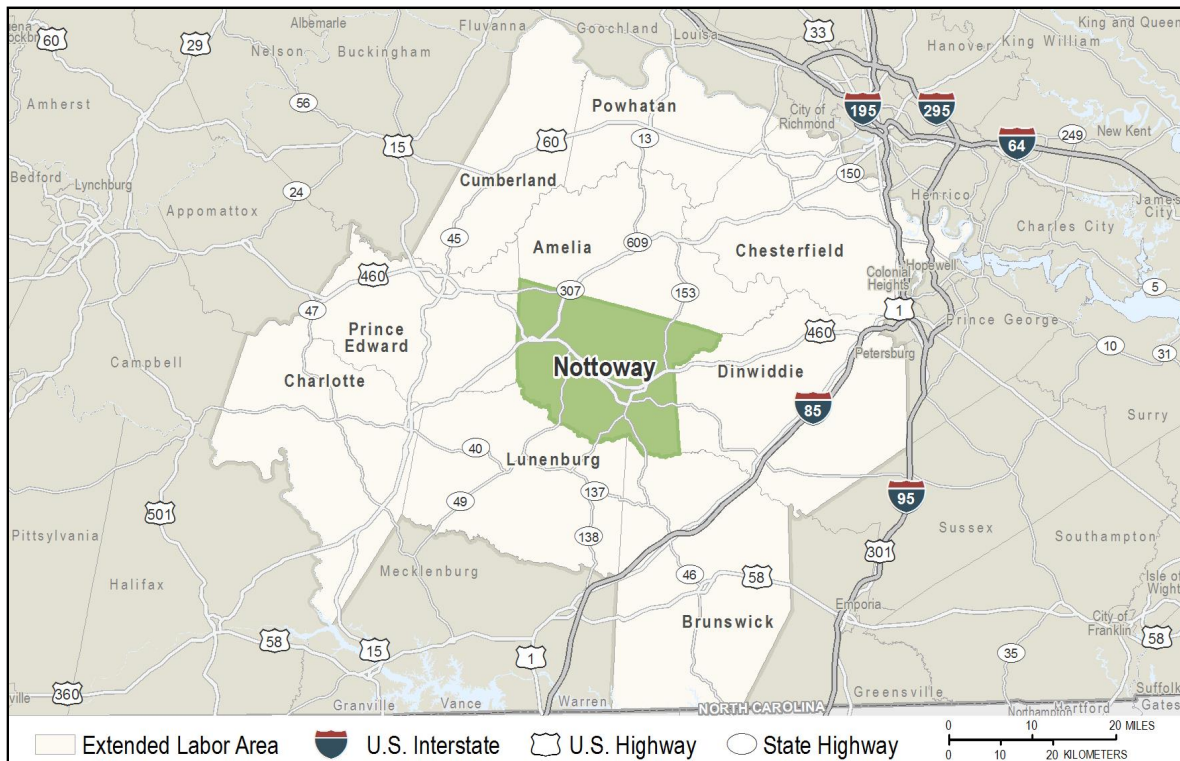 Albemarle
Fluvanna
Goochland
Louisa
33
Hanover
King and Queen
King William
60
29
Nelson
Buckingham
Powhatan
56
Amherst
195
295
City of
Richmond
New Kent
249
64
15
60
13
Bedford
Lynchburg
24
Cumberland
150
Henrico
James
City
Appomattox
45
Amelia
609
Chesterfield
Charles City
460
307
153
Colonial
Heights
Hopewell
5
47
Prince
Edward
460
1
Prince George
Campbell
Nottoway
Dinwiddie
Petersburg
10
31
Charlotte
85
Surry
40
Lunenburg
49
137
95
501
138
Sussex
Southampton
Pittsylvania
301
Mecklenburg
Halifax
46
58
Isle of
Wight
Brunswick
Emporia
City of
Franklin
58
58
15
1
35
360
Greensville
Suffolk
Granville
Vance
Warren
NORTH CAROLINA
Northampton
Hertford
Gates
Extended Labor Area
U.S. Interstate
U.S. Highway
State Highway
0 10 20 MILES
0 10 20 KILOMETERS